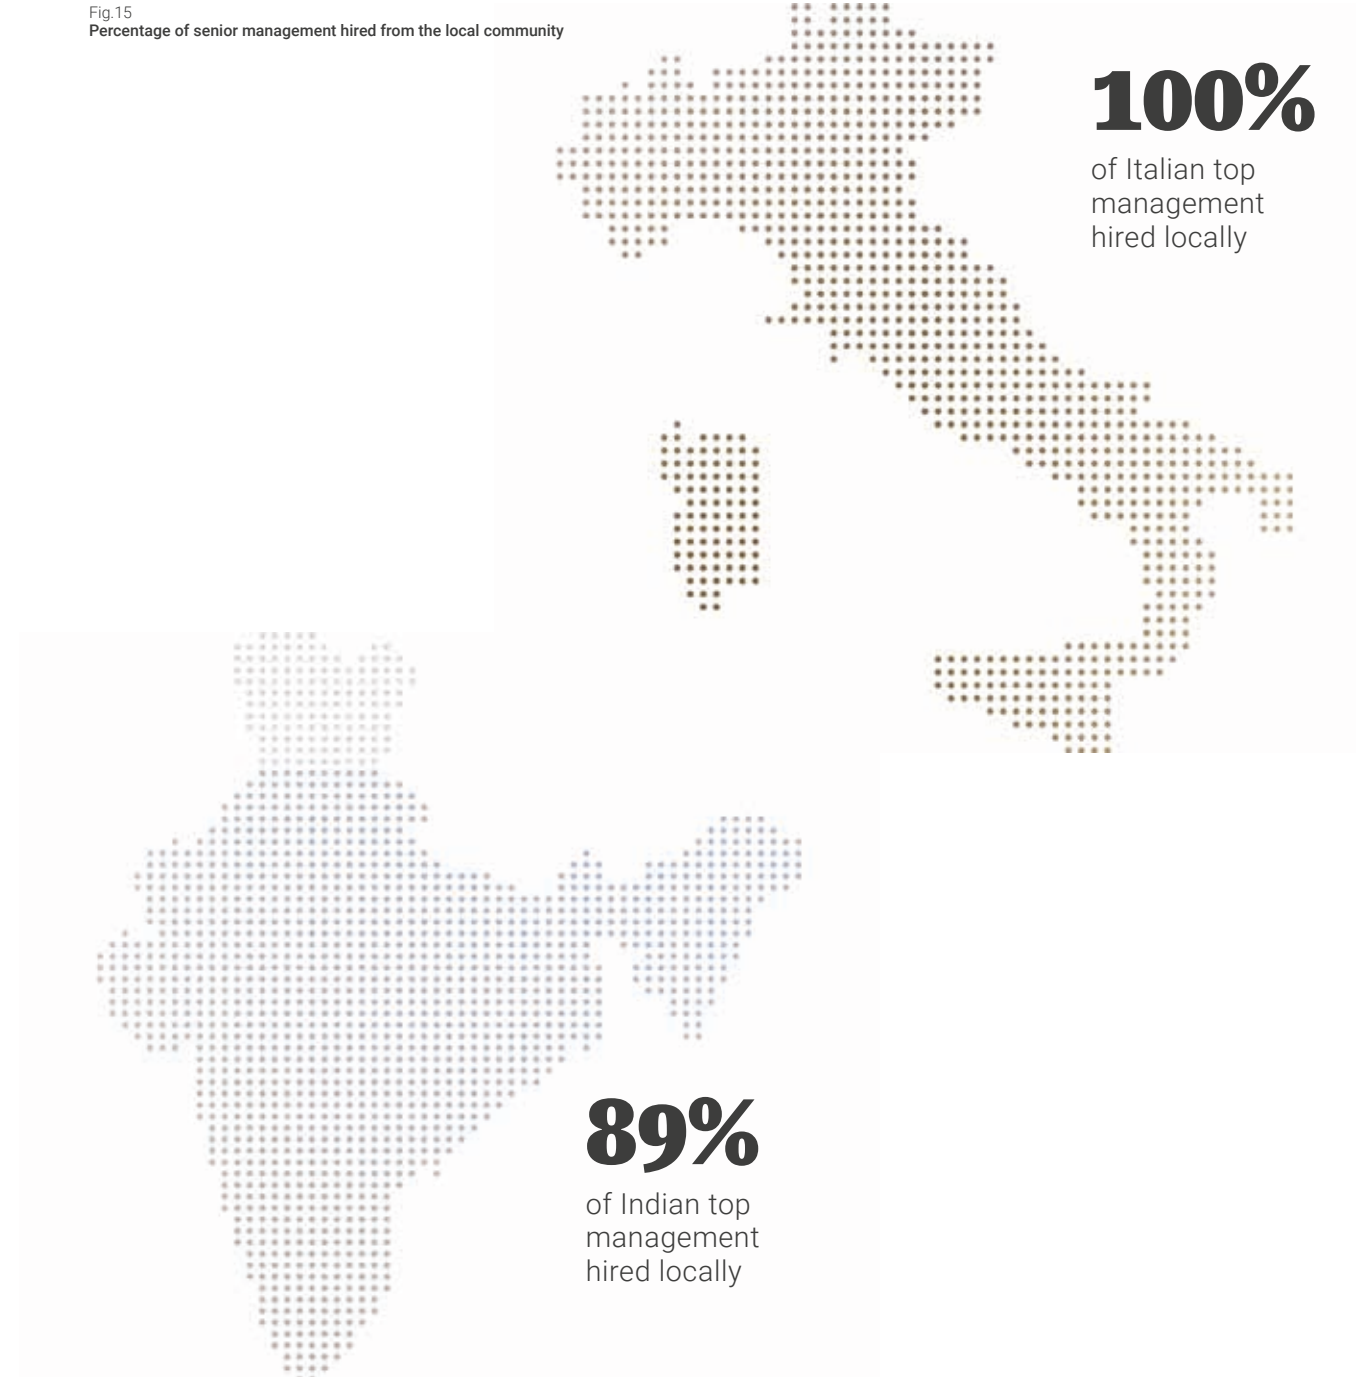 Fig.15
Percentage of senior management hired from the local community
100%
of Italian top
management
hired locally
89%
of Indian top
management
hired locally